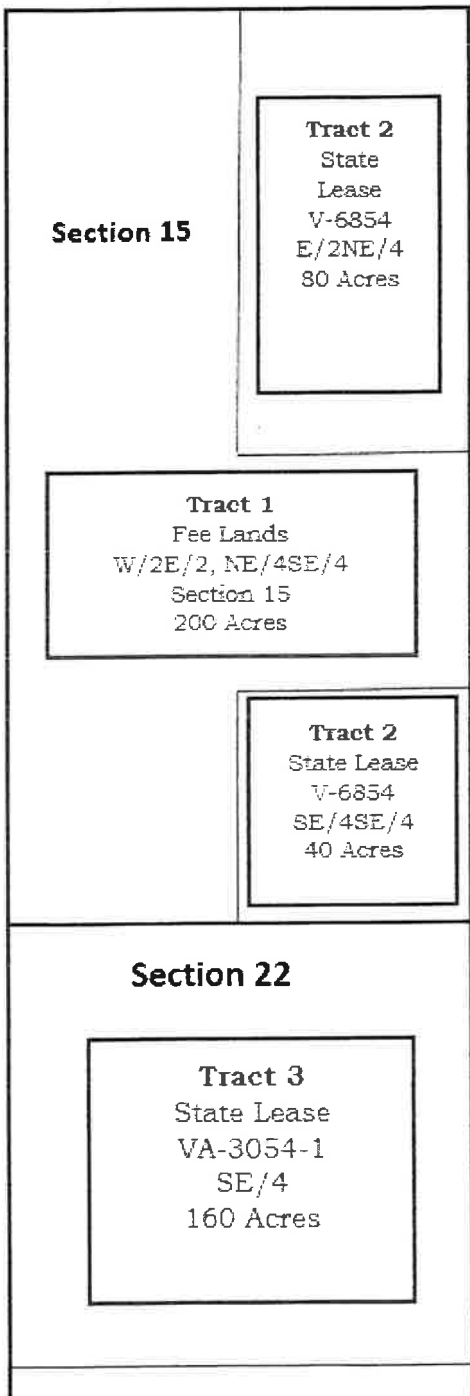 Tract 2
State
Lease
V-6854
E/2NE/4
80 Acres
Section 15
Tract 1
Fee Lands
W/2E/2, NE/4SE/4
Section 15
200 Acres
Tract 2
State Lease
V-6854
SE/4SE/4
40 Acres
Section 22
Tract 3
State Lease
VA-3054-1
SE/4
160 Acres